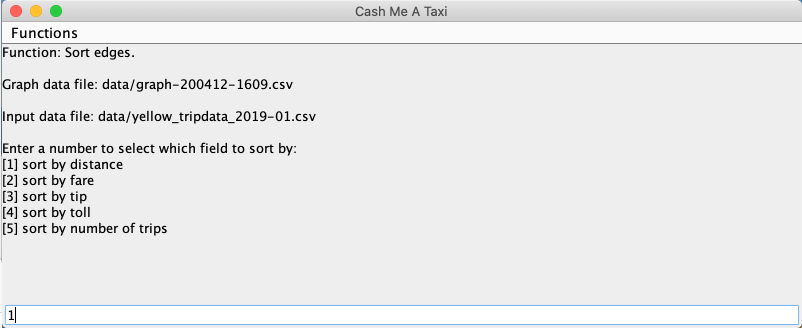 Cash Me A Taxi
Functions
Function: Sort edges.
Graph data file: data/graph-200412-1609.csv
Input data file: data/yellow_tripdata_2019-01.csv
Enter a number to select which field to sort by:
[1] sort by distance
[2] sort by fare
[3] sort by tip
[4] sort by toll
[5] sort by number of trips
1